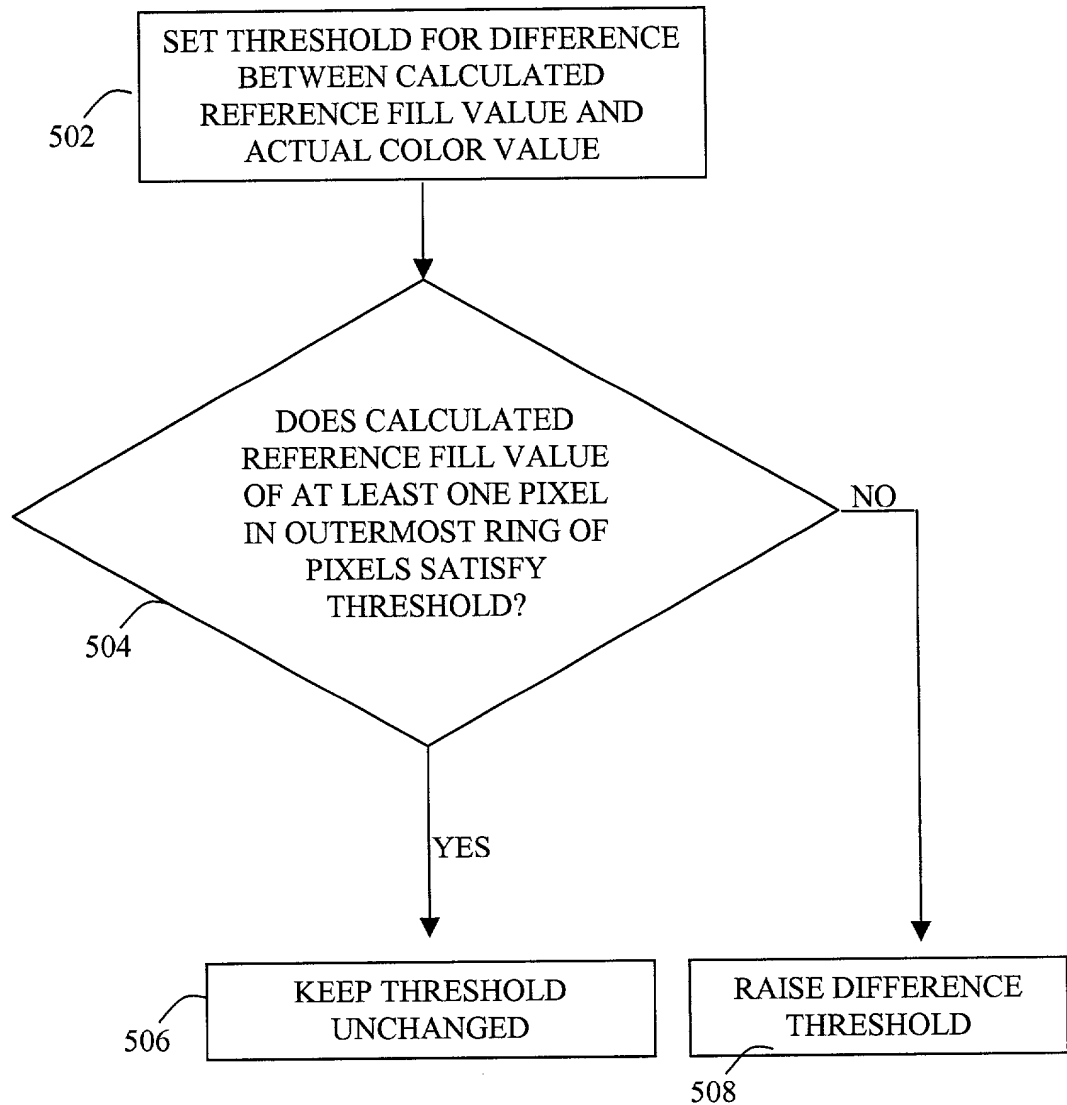 SET THRESHOLD FOR DIFFERENCE
BETWEEN CALCULATED
REFERENCE FILL VALUE AND
ACTUAL COLOR VALUE
502
DOES CALCULATED
REFERENCE FILL VALUE
OF AT LEAST ONE PIXEL
IN OUTERMOST RING OF
PIXELS SATISFY
THRESHOLD?
NO
504
YES
KEEP THRESHOLD
UNCHANGED
506
RAISE DIFFERENCE
THRESHOLD
508